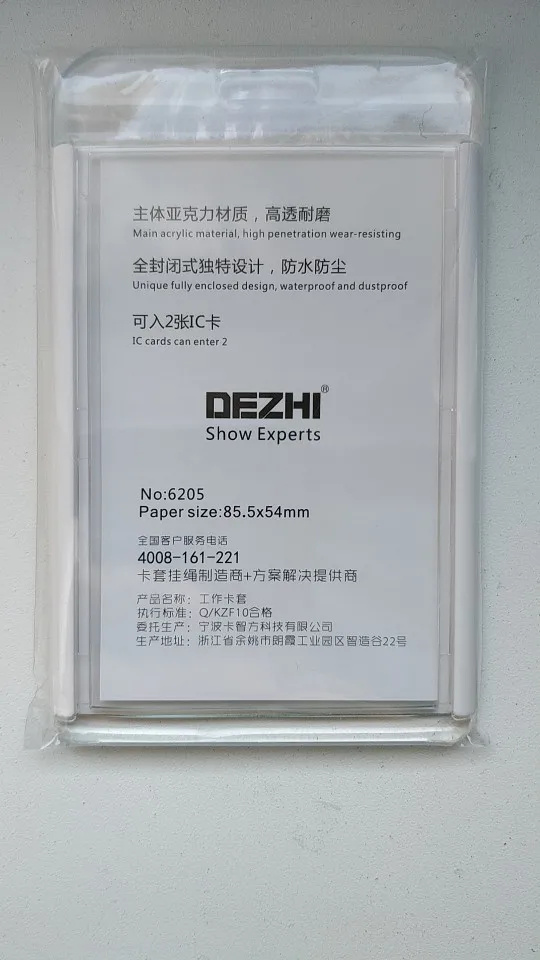 主体亚克力材质，高透耐磨
Main acrylic material, high penetration wear-resisting
全封闭式独特设计，防水防尘
Unique fully enclosed design, waterproof and dustproof
可入2张IC卡
IC cards can enter 2
DEZHI®
Show Experts
No:6205
Paper size:85.5x54mm
全国客户服务电话
4008-161-221
卡套挂绳制造商+方案解决提供商
产品名称：工作卡套
执行标准：Q/KZF10合格
委托生产：宁波卡智方科技有限公司
生产地址：浙江省余姚市朗霞工业园区智造谷22号